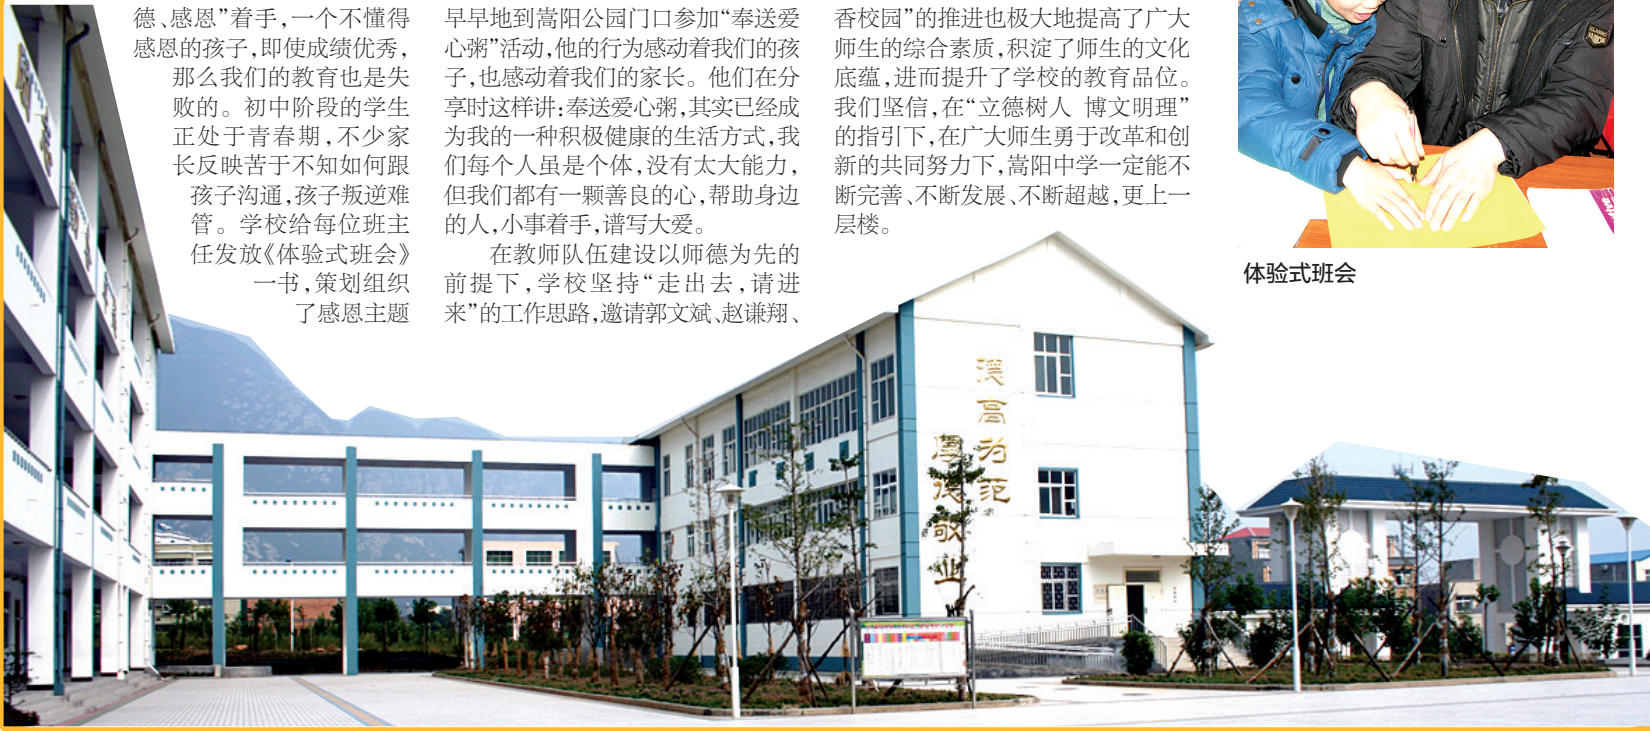 德、感恩”着手，一个不懂得
感恩的孩子，即使成绩优秀，
那么我们的教育也是失
败的。初中阶段的学生
正处于青春期，不少家
长反映苦于不知如何跟
孩子沟通，孩子叛逆难
管。学校给每位班主
任发放《体验式班会》
一书，策划组织
了感恩主题
早早地到嵩阳公园门口参加“奉送爱
心粥”活动，他的行为感动着我们的孩
子，也感动着我们的家长。他们在分
享时这样讲：奉送爱心粥，其实已经成
为我的一种积极健康的生活方式，我
们每个人虽是个体，没有太大能力，
但我们都有一颗善良的心，帮助身边
的人，小事着手，谱写大爱。
在教师队伍建设以师德为先的
前提下，学校坚持“走出去，请进
来”的工作思路，邀请郭文斌、赵谦翔、
香校园”的推进也极大地提高了广大
师生的综合素质，积淀了师生的文化
底蕴，进而提升了学校的教育品位。
我们坚信，在“立德树人 博文明理”
的指引下，在广大师生勇于改革和创
新的共同努力下，嵩阳中学一定能不
断完善、不断发展、不断超越，更上一
层楼。
体验式班会
高为范
敬业